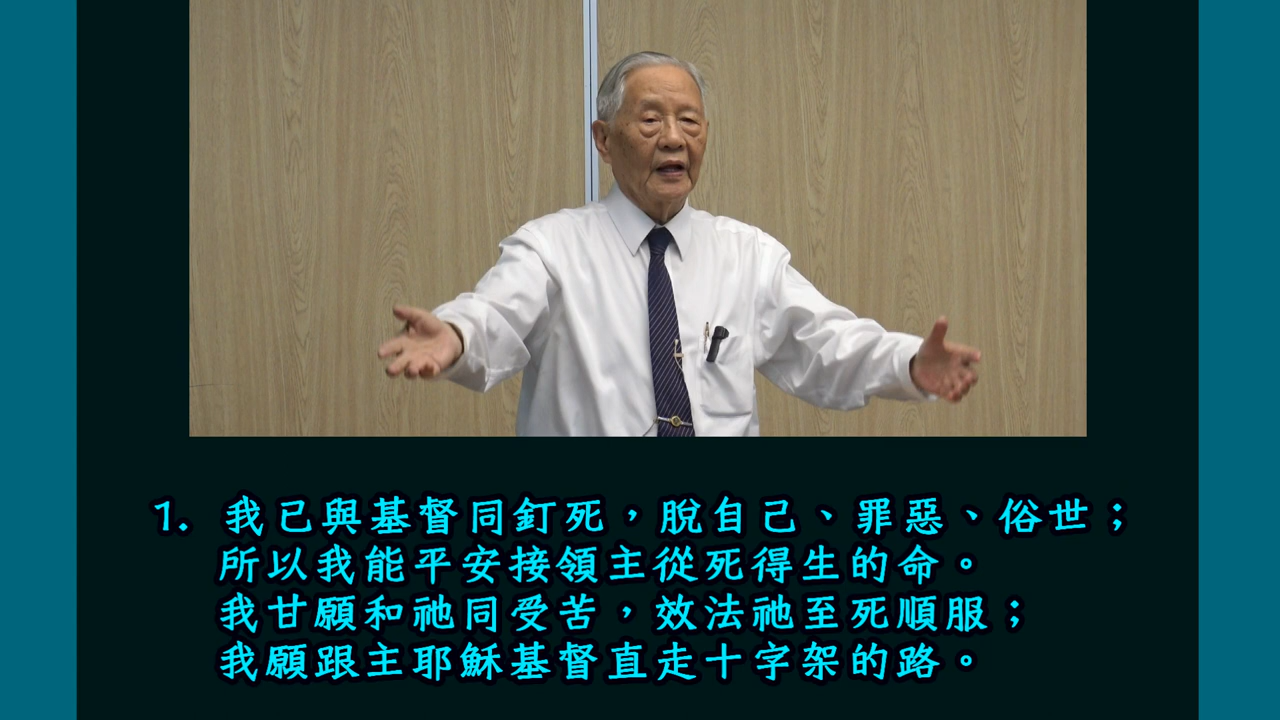 1. 我已與基督同釘死，脫自己、罪惡、俗世；
所以我能平安接領主從死得生的命。
我甘願和祂同受苦，效法祂至死順服；
我願跟主耶穌基督直走十字架的路。